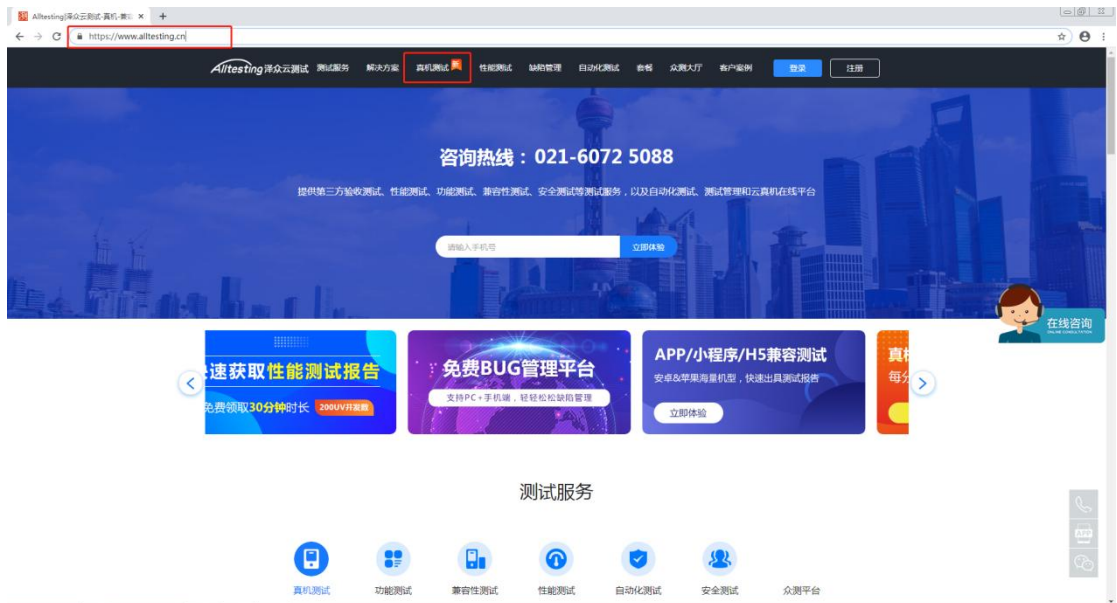 Alltesting|泽众云测试-真机-兼容
https://www.alltesting.cn
Alltesting泽众云测试 测试服务 解决方案 真机测试 新 性能测试 缺陷管理 自动化测试 套餐 众测大厅 客户案例 登录 注册
咨询热线：021-6072 5088
提供第三方验收测试、性能测试、功能测试、兼容性测试、安全测试等测试服务，以及自动化测试、测试管理和云真机在线平台
请输入手机号 立即体验
在线咨询
ONLINE CONSULTATION
速获取性能测试报告
免费领取30分钟时长 200UV并发数
免费BUG管理平台
支持PC+手机端，轻轻松松缺陷管理
APP/小程序/H5兼容测试
安卓&苹果海量机型，快速出具测试报告
立即体验
真机
每分
测试服务
APP
真机测试 功能测试 兼容性测试 性能测试 自动化测试 安全测试 众测平台